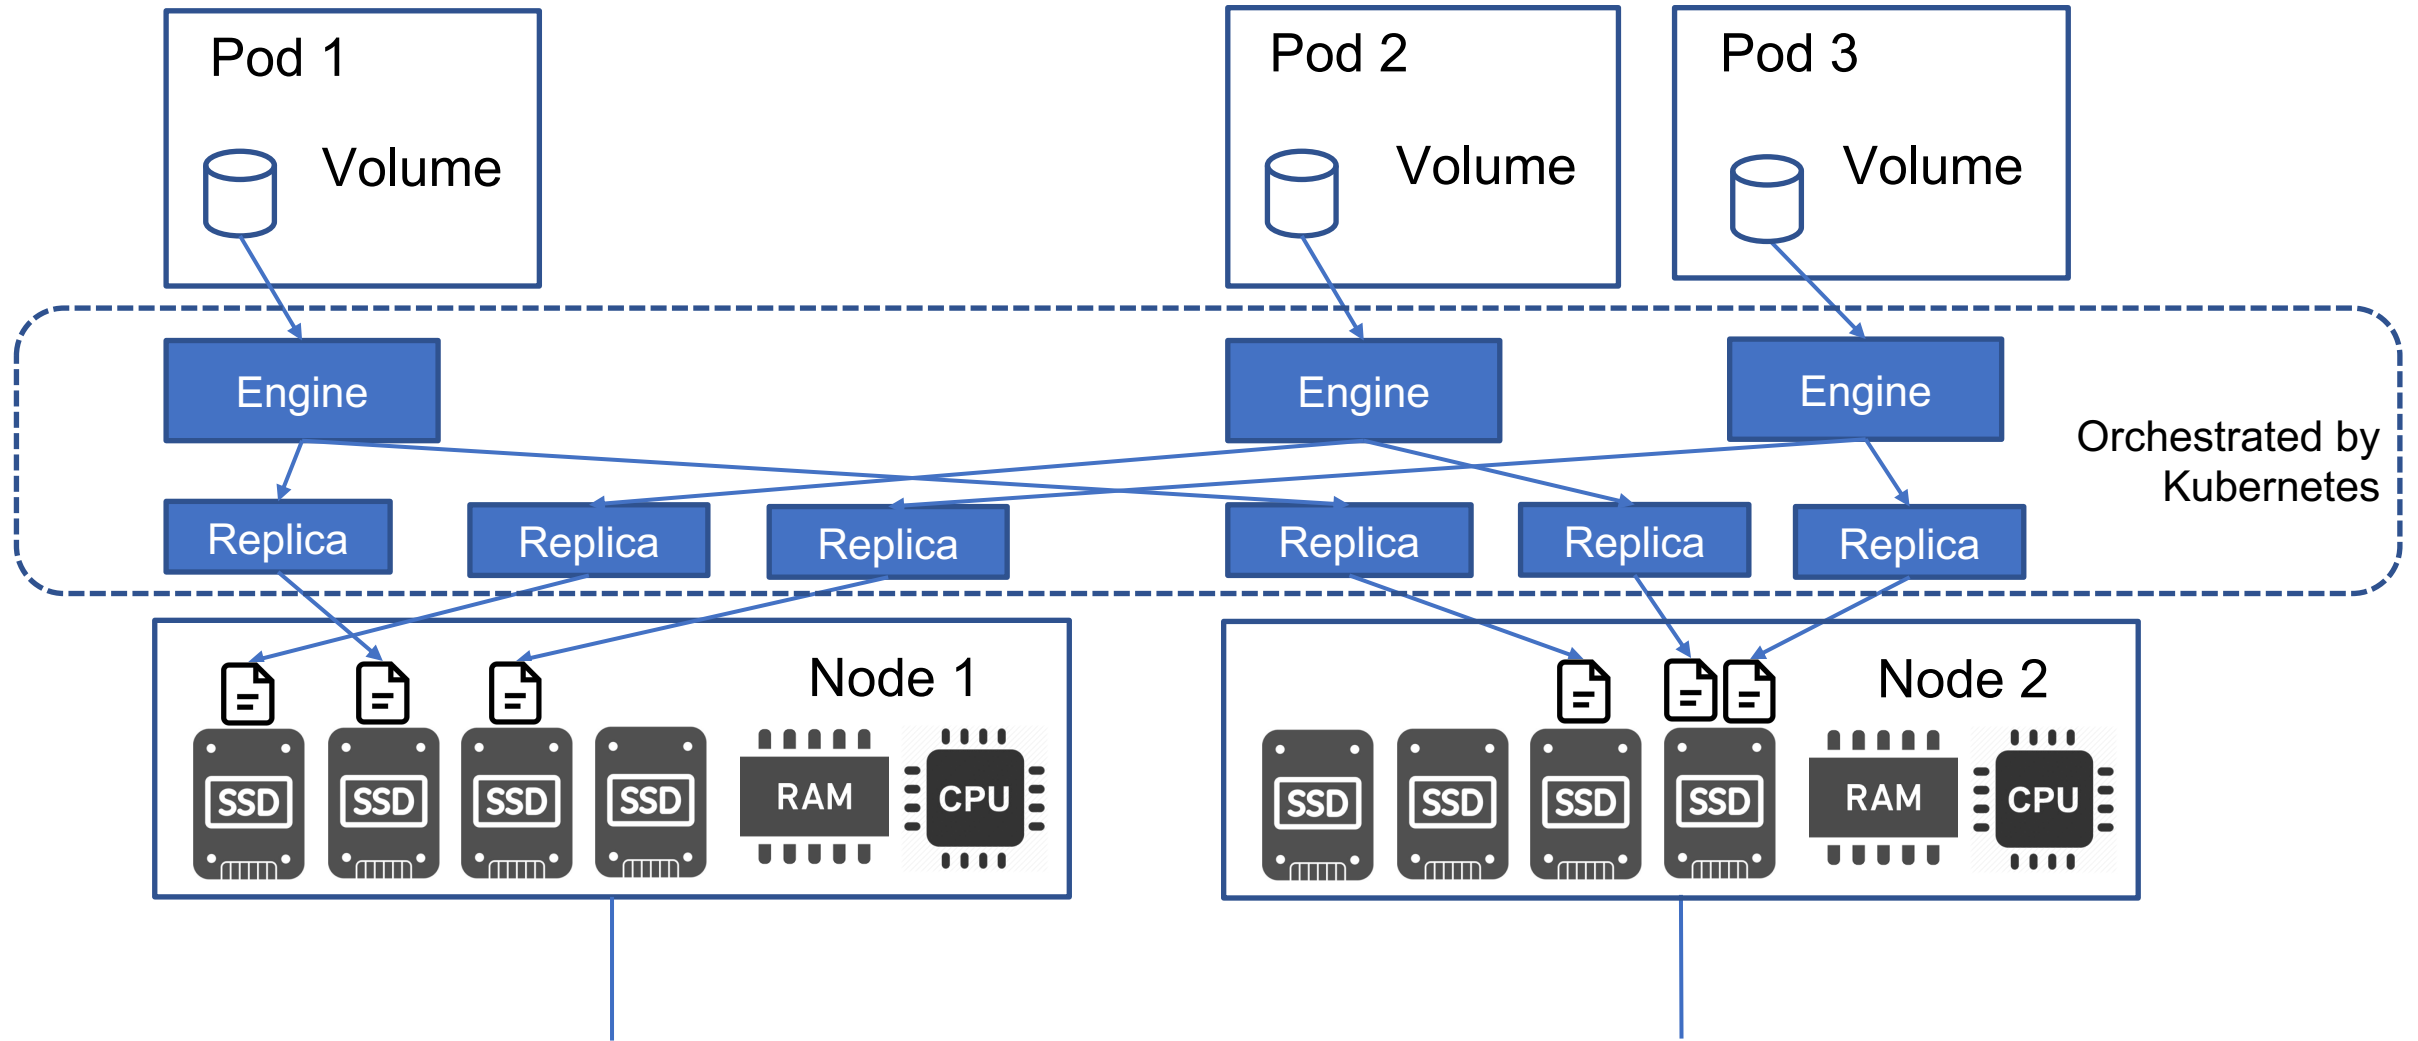 Pod 1
Volume
Pod 2
Volume
Pod 3
Volume
Engine
Engine
Engine
Orchestrated by
Kubernetes
Replica
Replica
Replica
Replica
Replica
Replica
Node 1
SSD
SSD
SSD
SSD
RAM
CPU
Node 2
SSD
SSD
SSD
SSD
RAM
CPU